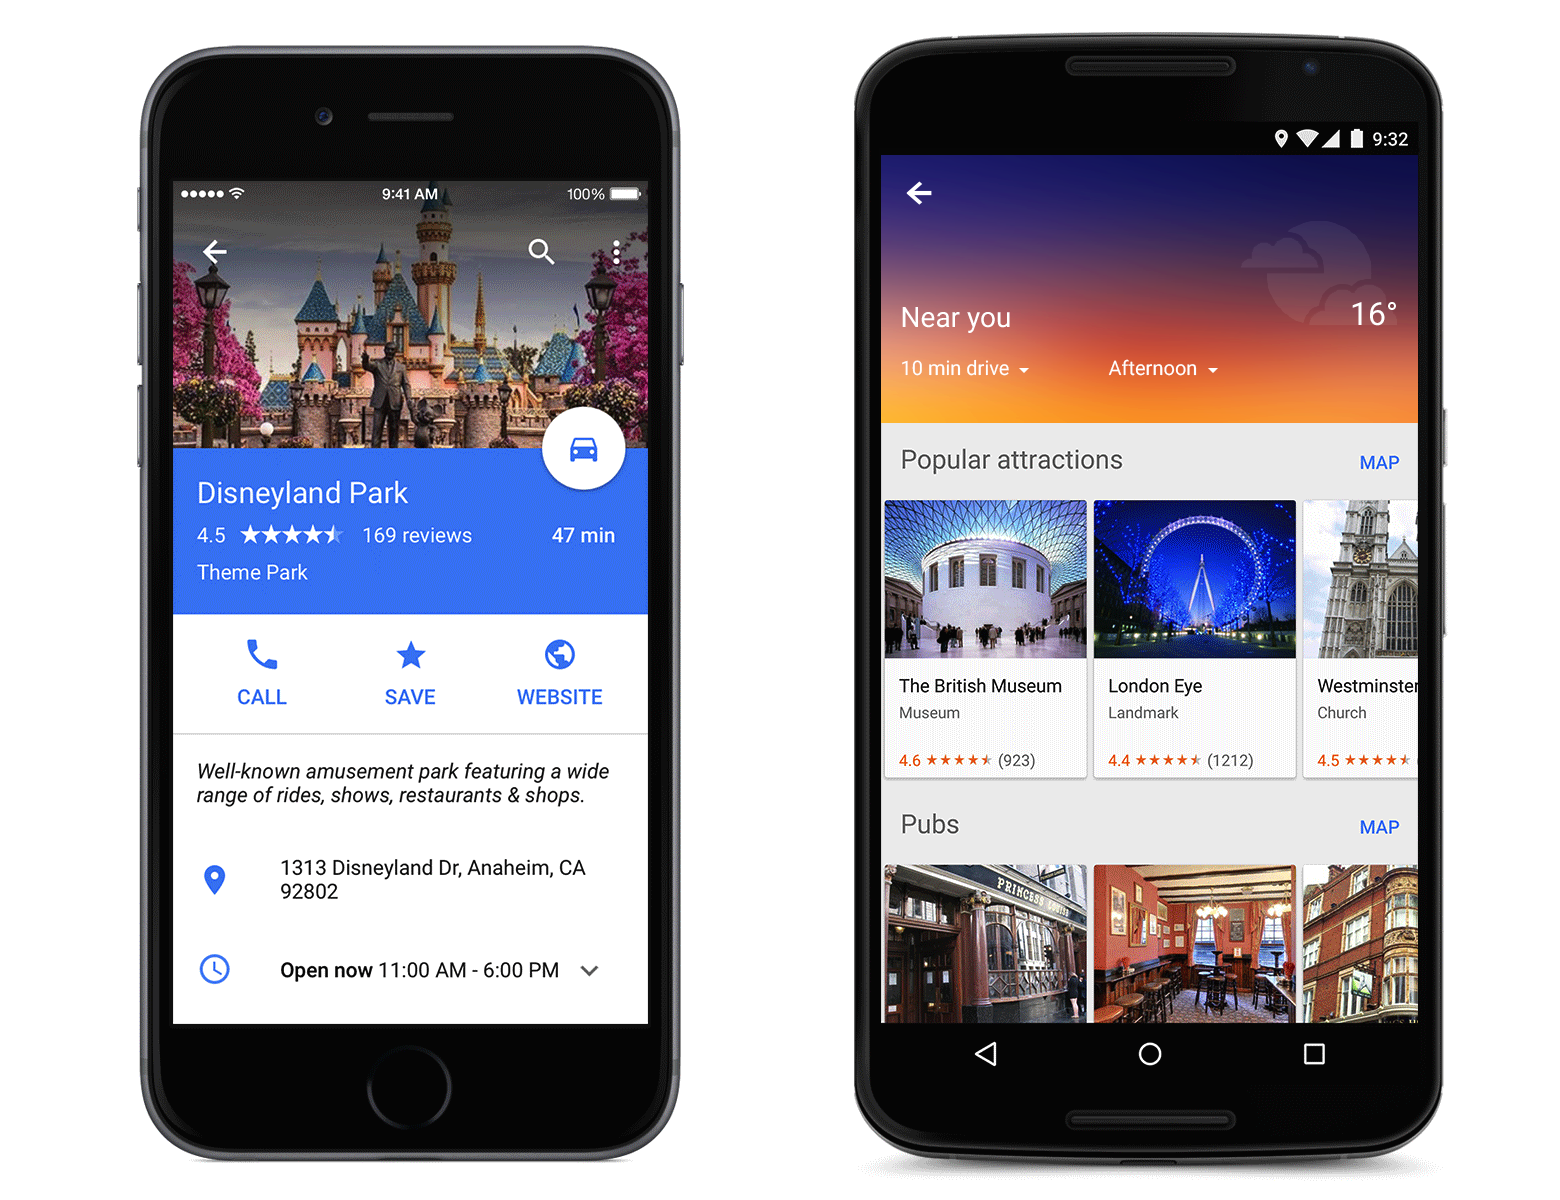 9:41 AM
100%
Disneyland Park
4.5 169 reviews 47 min
Theme Park
CALL SAVE WEBSITE
Well-known amusement park featuring a wide
range of rides, shows, restaurants & shops.
1313 Disneyland Dr, Anaheim, CA
92802
Open now 11:00 AM - 6:00 PM
9:32
Near you
16°
10 min drive Afternoon
Popular attractions MAP
The British Museum
Museum
4.6 (923)
London Eye
Landmark
4.4 (1212)
Westminster
Church
4.5
Pubs MAP
PRINCESS LOUISE